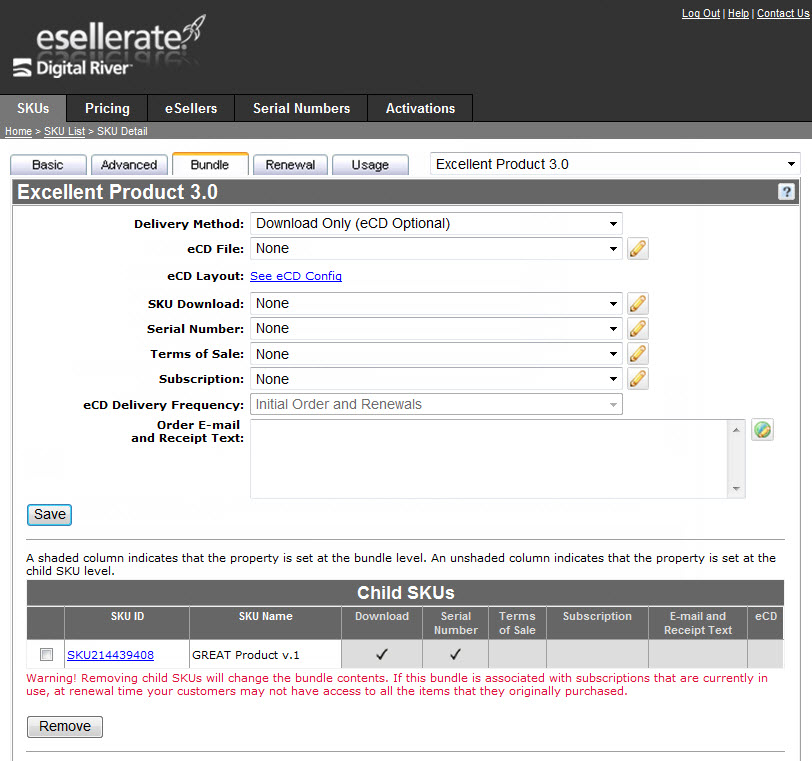 Log Out | Help | Contact Us
esellerate.
Digital River
SKUs Pricing eSellers Serial Numbers Activations
Home > SKU List > SKU Detail
Basic Advanced Bundle Renewal Usage Excellent Product 3.0
Excellent Product 3.0 ?
Delivery Method: Download Only (eCD Optional)
eCD File: None
eCD Layout: See eCD Config
SKU Download: None
Serial Number: None
Terms of Sale: None
Subscription: None
eCD Delivery Frequency: Initial Order and Renewals
Order E-mail
and Receipt Text:
Save
A shaded column indicates that the property is set at the bundle level. An unshaded column indicates that the property is set at the
child SKU level.
Child SKUs
SKU ID SKU Name Download Serial Number Terms of Sale Subscription E-mail and Receipt Text eCD
SKU214439408 GREAT Product v.1 ✓ ✓
Warning! Removing child SKUs will change the bundle contents. If this bundle is associated with subscriptions that are currently in
use, at renewal time your customers may not have access to all the items that they originally purchased.
Remove